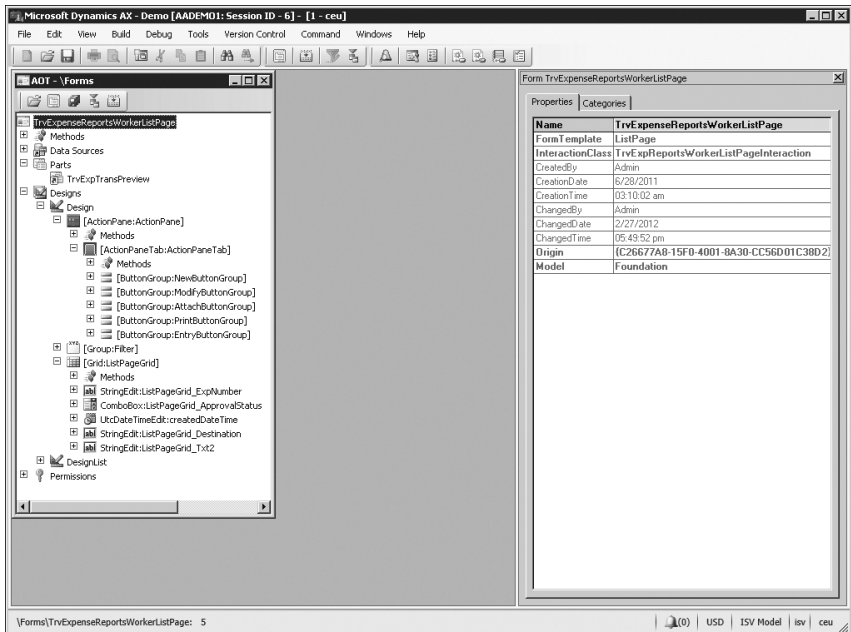 Microsoft Dynamics AX - Demo [AADEMO1: Session ID - 6] - [1 - ceu]
File Edit View Build Debug Tools Version Control Command Windows Help
AOT - \Forms
TrvExpenseReportsWorkerListPage
Methods
Data Sources
Parts
TrvExpTransPreview
Designs
Design
[ActionPane:ActionPane]
Methods
[ActionPaneTab:ActionPaneTab]
Methods
[ButtonGroup:NewButtonGroup]
[ButtonGroup:ModifyButtonGroup]
[ButtonGroup:AttachButtonGroup]
[ButtonGroup:PrintButtonGroup]
[ButtonGroup:EntryButtonGroup]
[Group:Filter]
[Grid:ListPageGrid]
Methods
StringEdit:ListPageGrid_ExpNumber
ComboBox:ListPageGrid_ApprovalStatus
UtcDateTimeEdit:createdDateTime
StringEdit:ListPageGrid_Destination
StringEdit:ListPageGrid_Txt2
DesignList
Permissions
Form TrvExpenseReportsWorkerListPage
Properties Categories
Name TrvExpenseReportsWorkerListPage
FormTemplate ListPage
InteractionClass TrvExpReportsWorkerListPageInteraction
CreatedBy Admin
CreationDate 6/28/2011
CreationTime 03:10:02 am
ChangedBy Admin
ChangedDate 2/27/2012
ChangedTime 05:49:52 pm
Origin {C26677A8-15F0-4001-8A30-CC56D01C38D2}
Model Foundation
\Forms\TrvExpenseReportsWorkerListPage: 5
(0) USD ISV Model isv ceu